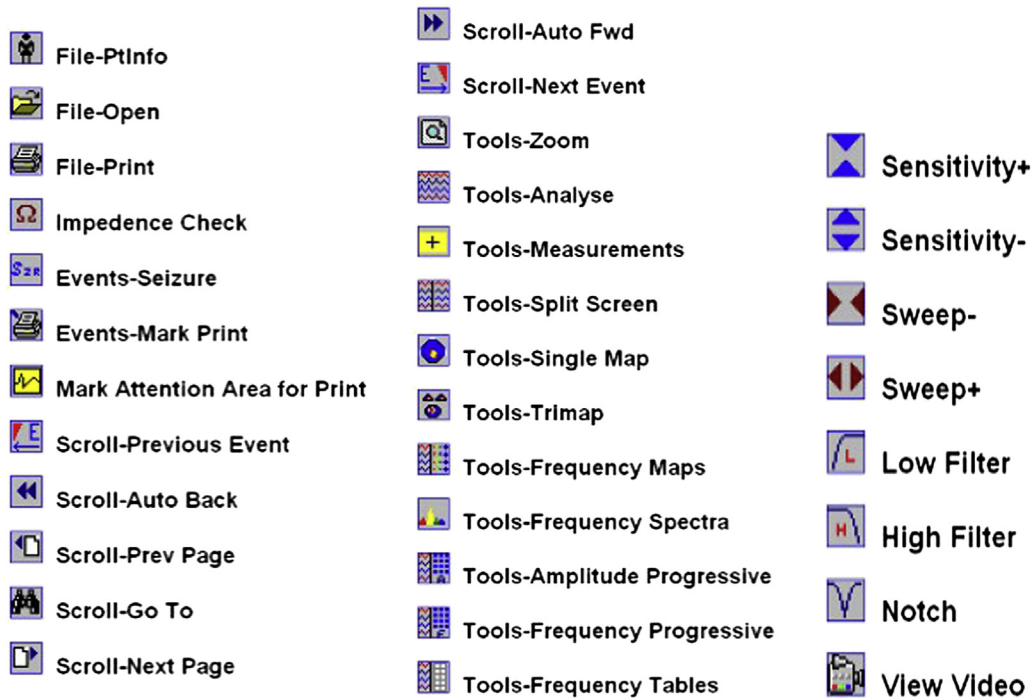 File-PtInfo
File-Open
File-Print
Ω Impedence Check
SZR Events-Seizure
Events-Mark Print
Mark Attention Area for Print
E Scroll-Previous Event
Scroll-Auto Back
Scroll-Prev Page
Scroll-Go To
Scroll-Next Page
Scroll-Auto Fwd
E Scroll-Next Event
Tools-Zoom
Tools-Analyse
+ Tools-Measurements
Tools-Split Screen
Tools-Single Map
Tools-Trimap
Tools-Frequency Maps
Tools-Frequency Spectra
A Tools-Amplitude Progressive
F Tools-Frequency Progressive
Tools-Frequency Tables
Sensitivity+
Sensitivity-
Sweep-
Sweep+
L Low Filter
H High Filter
Notch
View Video